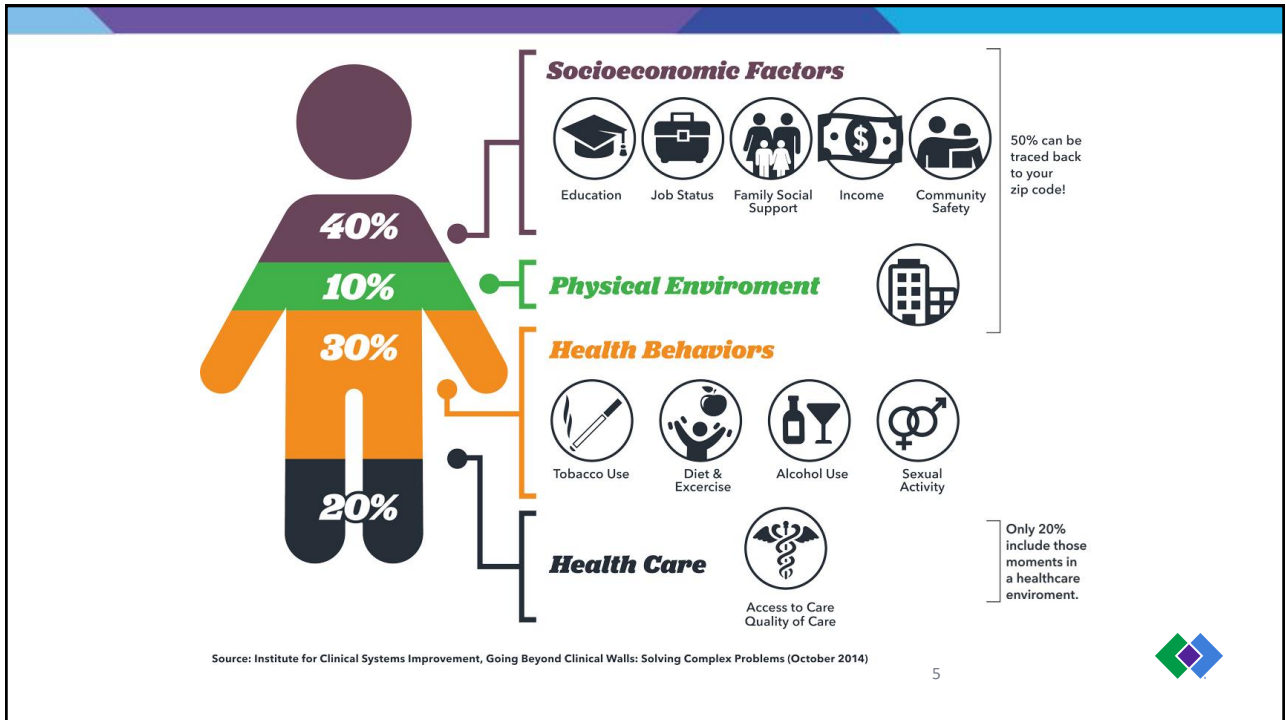 Socioeconomic Factors
$
Education
Job Status
Family Social
Support
Income
Community
Safety
50% can be
traced back
to your
zip code!
40%
10%
Physical Enviroment
30%
Health Behaviors
Tobacco Use
Diet &
Excercise
Alcohol Use
Sexual
Activity
20%
Health Care
Access to Care
Quality of Care
Only 20%
include those
moments in
a healthcare
enviroment.
Source: Institute for Clinical Systems Improvement, Going Beyond Clinical Walls: Solving Complex Problems (October 2014)
5